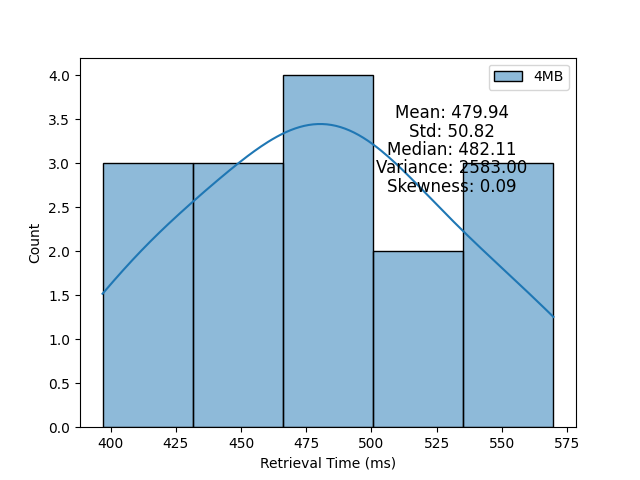 4MB
Mean: 479.94
Std: 50.82
Median: 482.11
Variance: 2583.00
Skewness: 0.09
4.0
3.5
3.0
2.5
2.0
1.5
1.0
0.5
0.0
Count
400 425 450 475 500 525 550 575
Retrieval Time (ms)